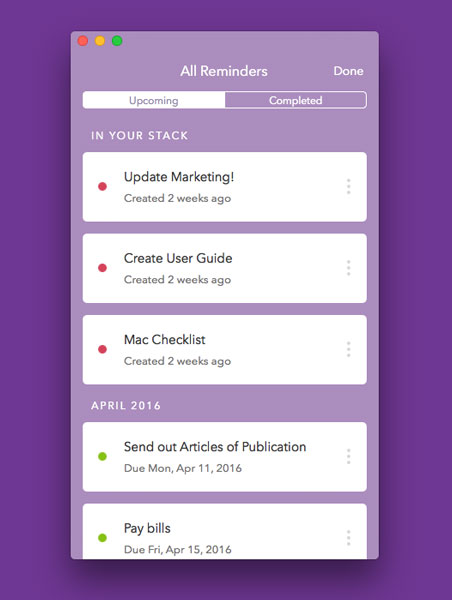 All Reminders
Done
Upcoming
Completed
IN YOUR STACK
Update Marketing!
Created 2 weeks ago
Create User Guide
Created 2 weeks ago
Mac Checklist
Created 2 weeks ago
APRIL 2016
Send out Articles of Publication
Due Mon, Apr 11, 2016
Pay bills
Due Fri, Apr 15, 2016